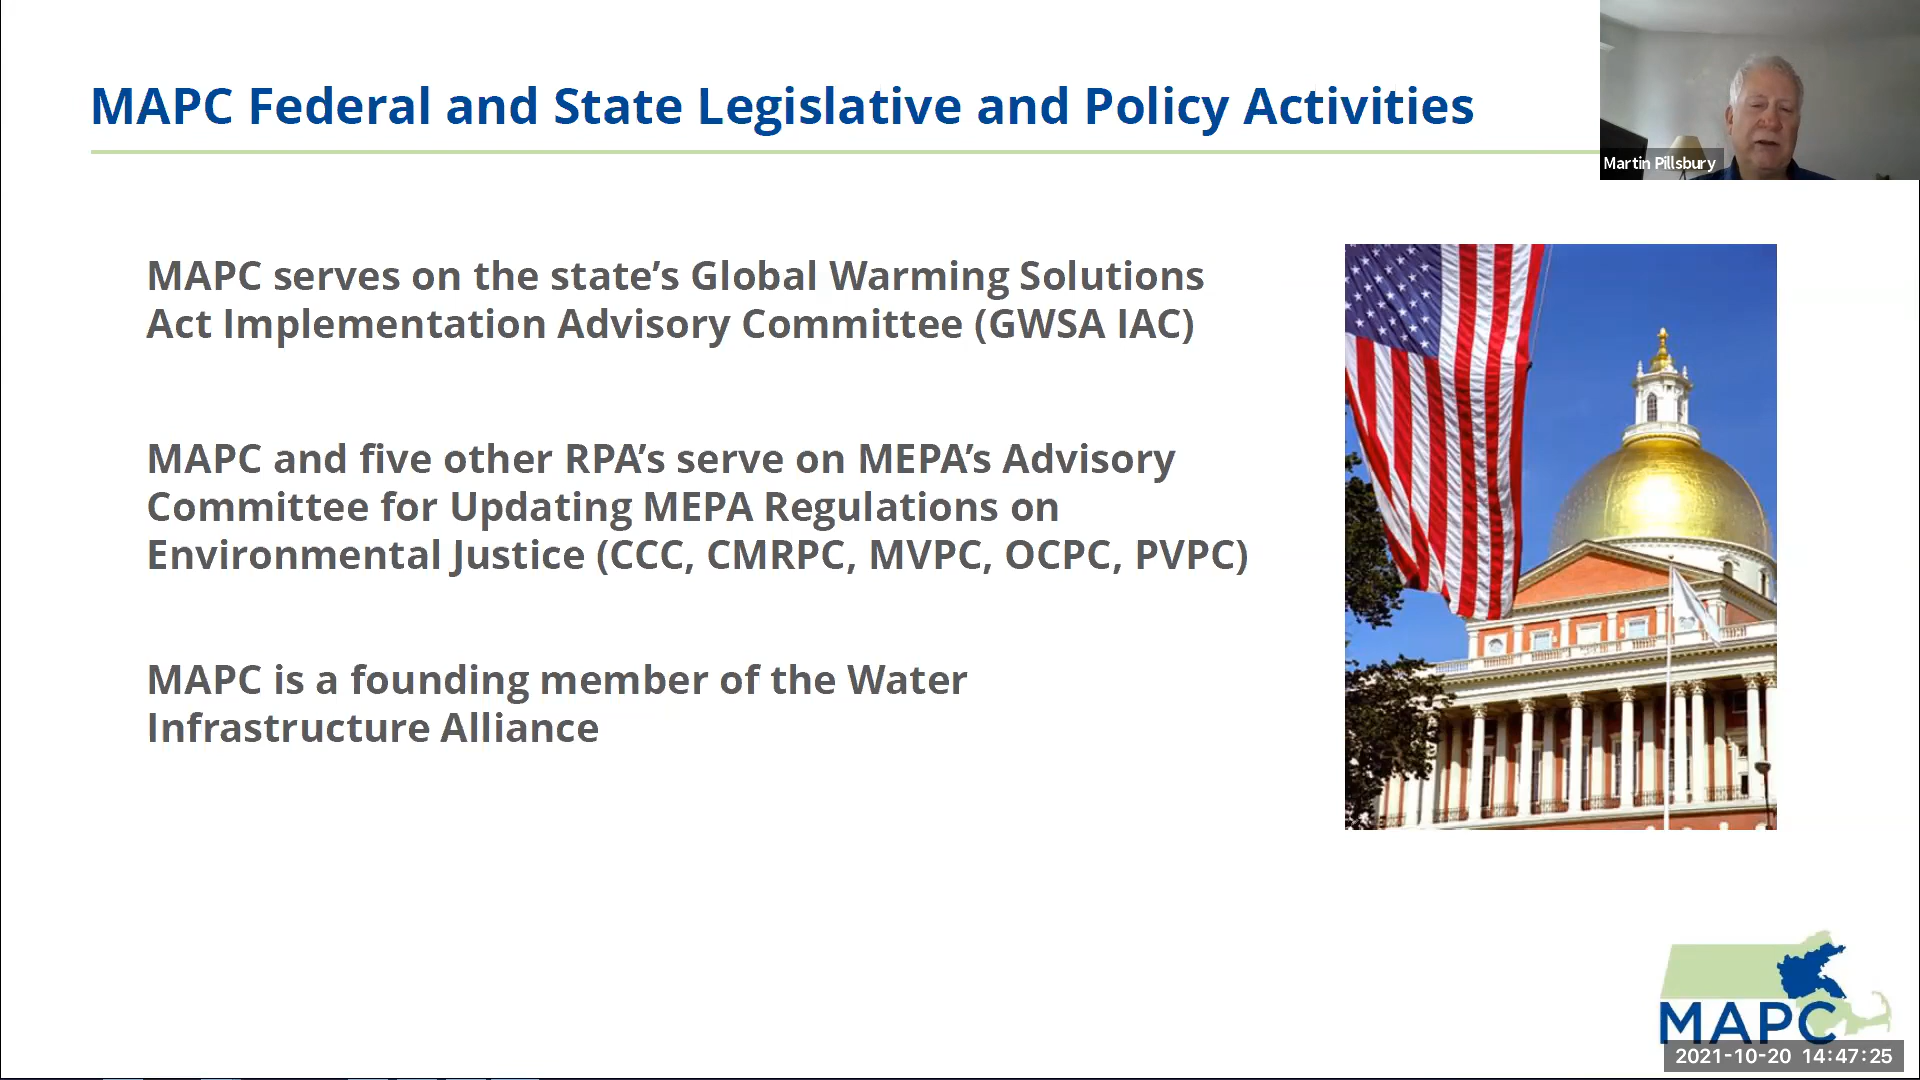 MAPC Federal and State Legislative and Policy Activities
Martin Pillsbury
MAPC serves on the state’s Global Warming Solutions
Act Implementation Advisory Committee (GWSA IAC)
MAPC and five other RPA’s serve on MEPA’s Advisory
Committee for Updating MEPA Regulations on
Environmental Justice (CCC, CMRPC, MVPC, OCPC, PVPC)
MAPC is a founding member of the Water
Infrastructure Alliance
MAPC
2021-10-20 14:47:25